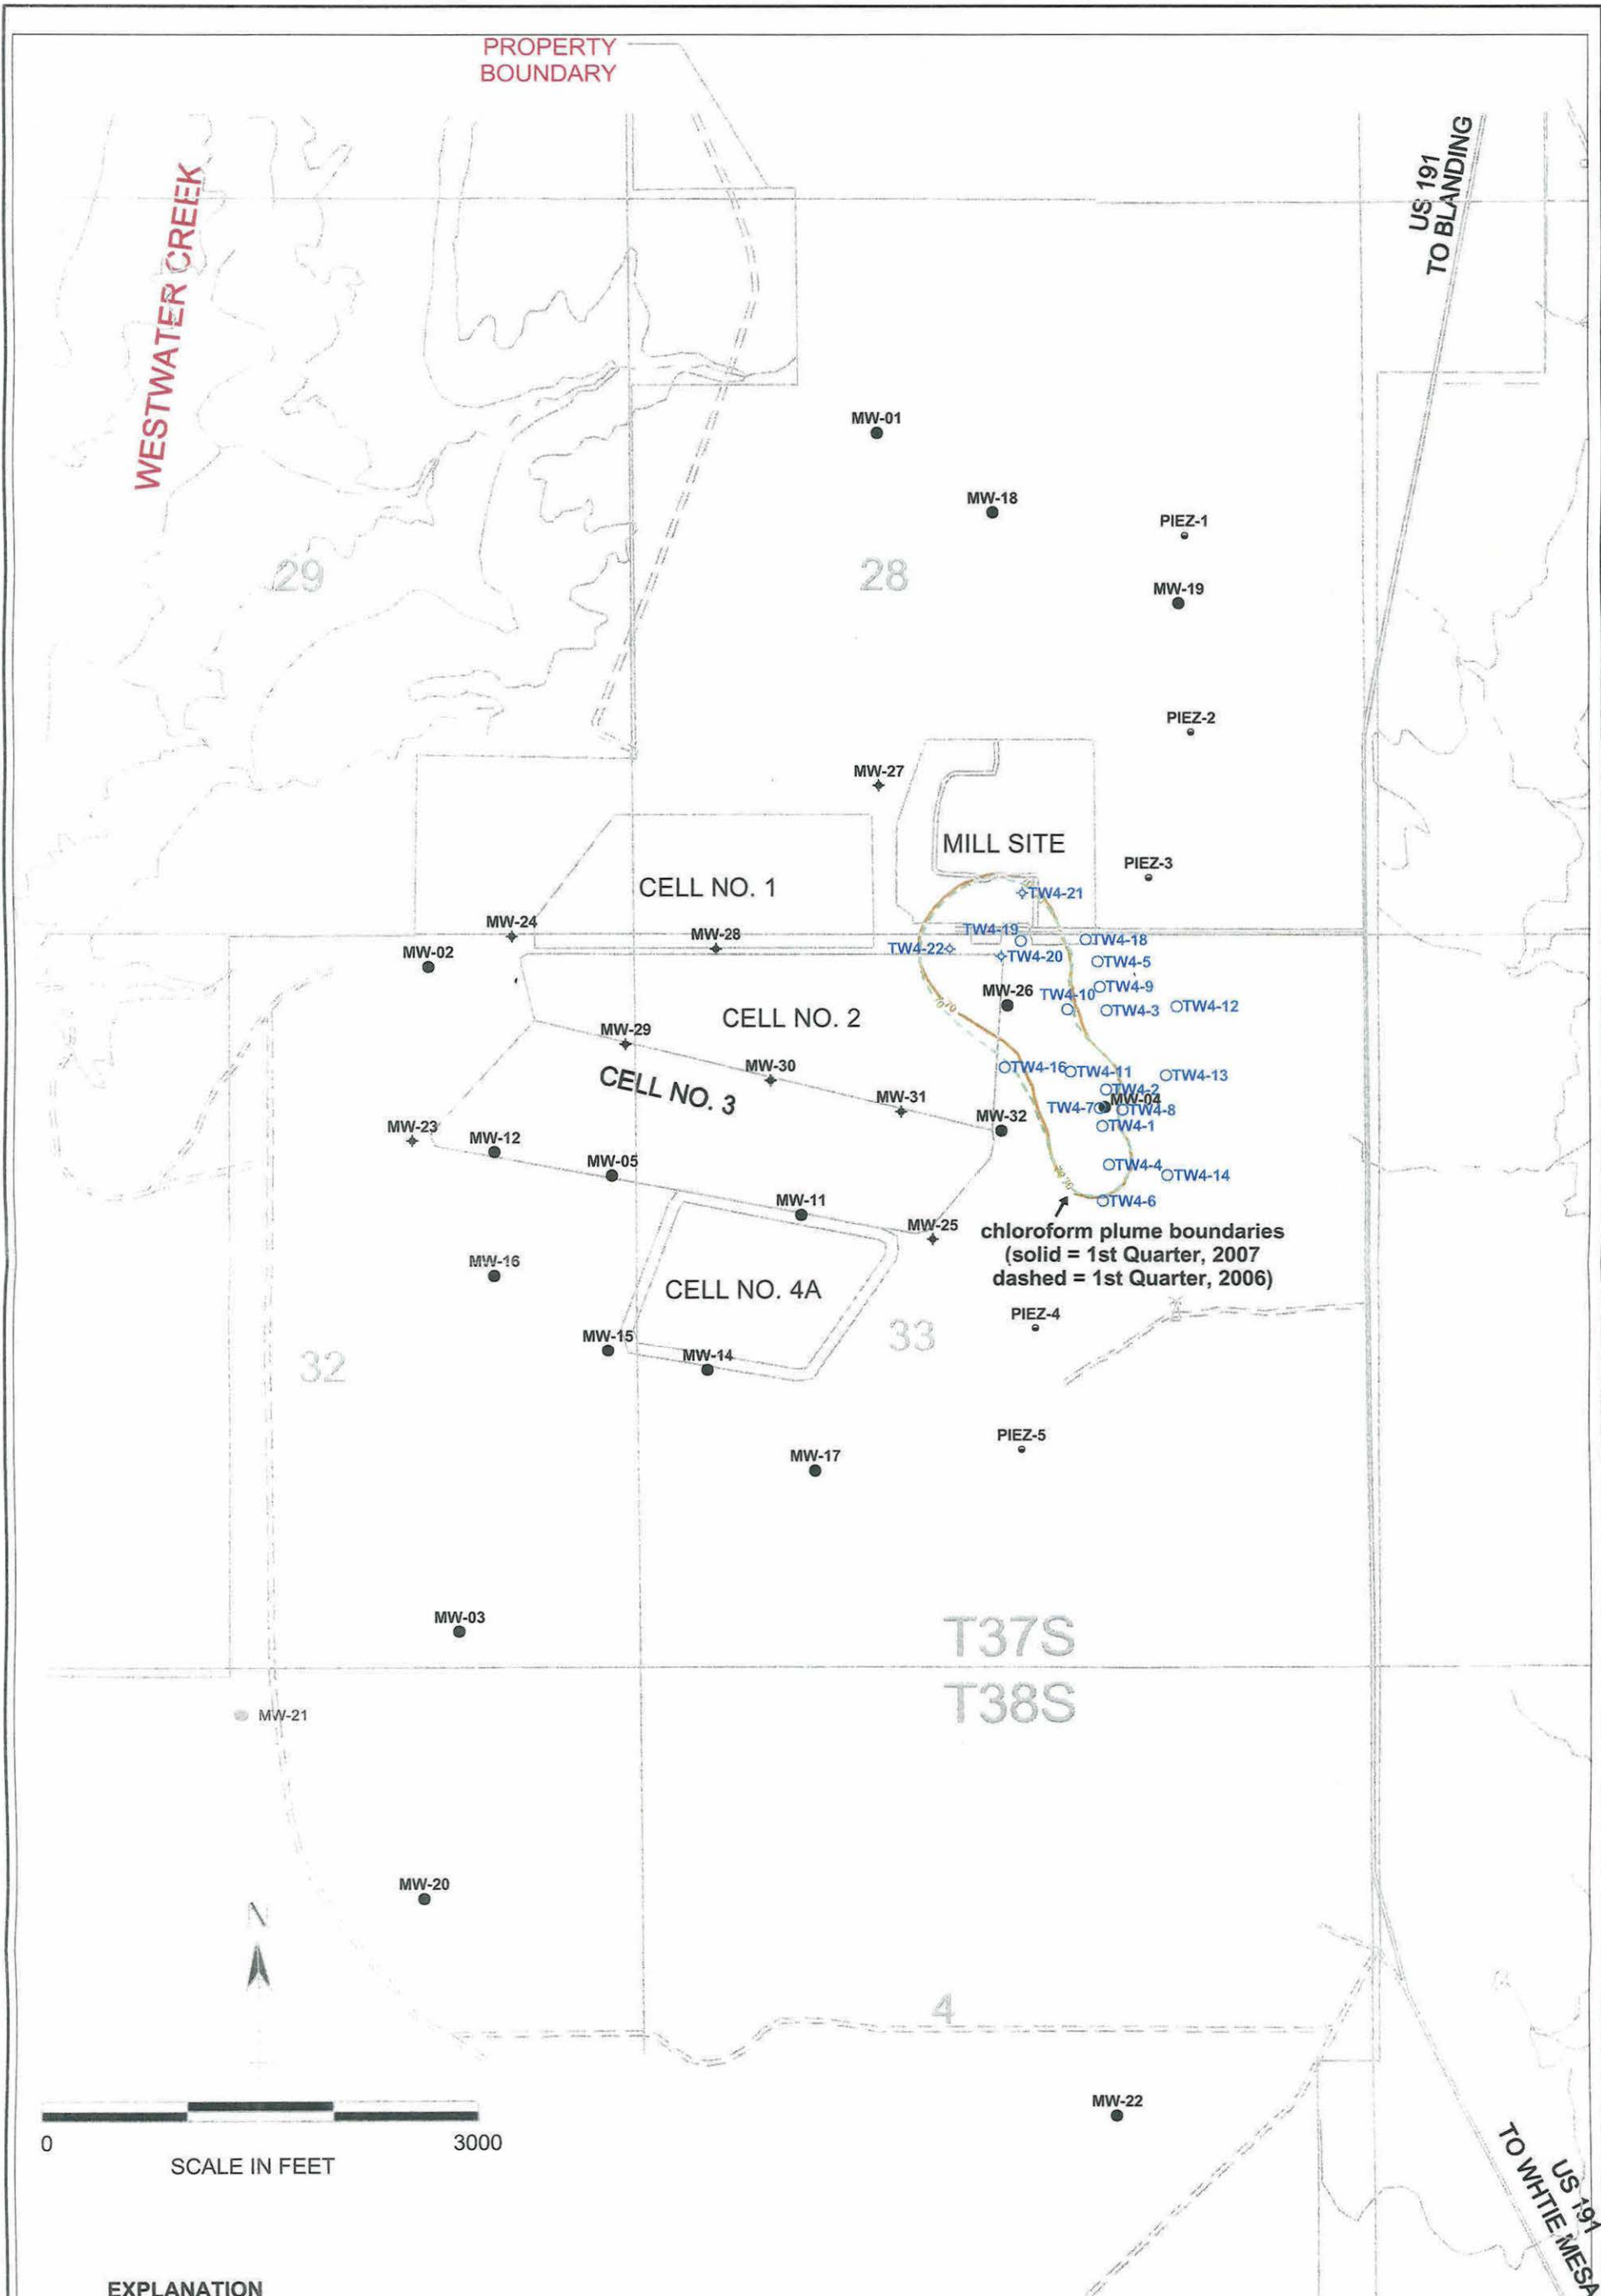 PROPERTY
BOUNDARY
WESTWATER CREEK
US 191
TO BLANDING
MW-01
MW-18
PIEZ-1
29
28
MW-19
PIEZ-2
MW-27
MILL SITE
PIEZ-3
CELL NO. 1
TW4-21
MW-24
MW-28
TW4-19
TW4-18
TW4-22
TW4-20
MW-02
TW4-5
TW4-9
MW-26
TW4-10
TW4-3
TW4-12
CELL NO. 2
MW-29
MW-30
TW4-16
TW4-11
TW4-13
CELL NO. 3
TW4-2
MW-31
TW4-7
MW-04
TW4-8
MW-32
TW4-1
MW-23
MW-12
MW-05
TW4-4
TW4-14
70
70
70
MW-11
TW4-6
MW-25
chloroform plume boundaries
(solid = 1st Quarter, 2007
dashed = 1st Quarter, 2006)
MW-16
CELL NO. 4A
PIEZ-4
33
MW-15
MW-14
32
PIEZ-5
MW-17
MW-03
T37S
T38S
MW-21
MW-20
N
4
MW-22
0
3000
SCALE IN FEET
US 191
TO WHTIE MESA
EXPLANATION